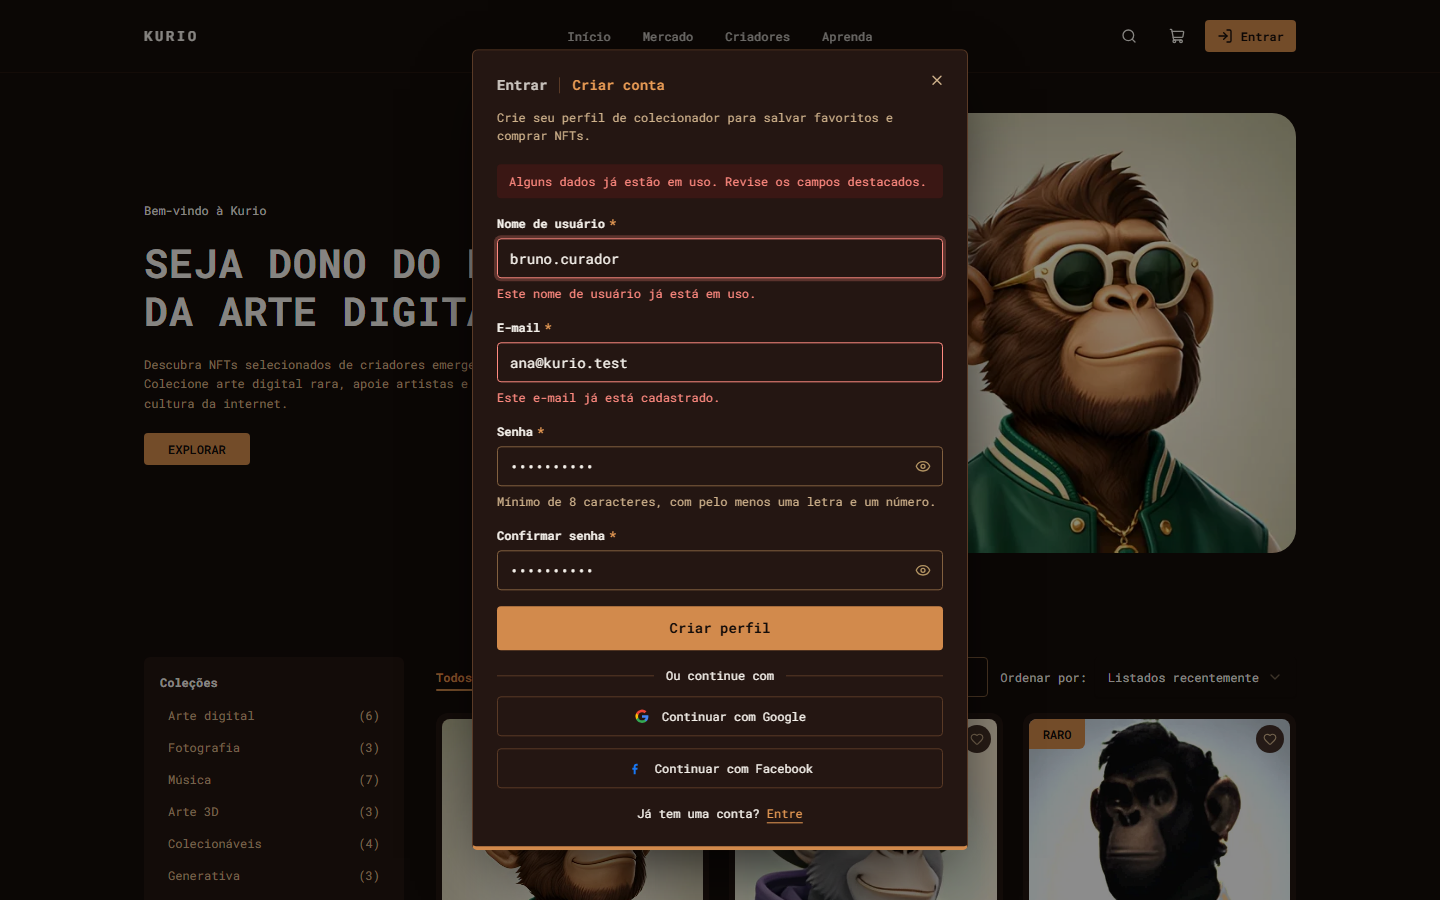 KURIO
Início
Mercado
Criadores
Aprenda
Entrar
Entrar
Criar conta
Crie seu perfil de colecionador para salvar favoritos e
comprar NFTs.
Alguns dados já estão em uso. Revise os campos destacados.
Nome de usuário *
bruno.curador
Este nome de usuário já está em uso.
E-mail *
ana@kurio.test
Este e-mail já está cadastrado.
Senha *
••••••••••
Mínimo de 8 caracteres, com pelo menos uma letra e um número.
Confirmar senha *
••••••••••
Criar perfil
Ou continue com
Continuar com Google
Continuar com Facebook
Já tem uma conta? Entre
Bem-vindo à Kurio
SEJA DONO DO
DA ARTE DIGIT
Descubra NFTs selecionados de criadores emerge
Colecione arte digital rara, apoie artistas e
cultura da internet.
EXPLORAR
Coleções
Arte digital (6)
Fotografia (3)
Música (7)
Arte 3D (3)
Colecionáveis (4)
Generativa (3)
Todos
Ordenar por: Listados recentemente
RARO